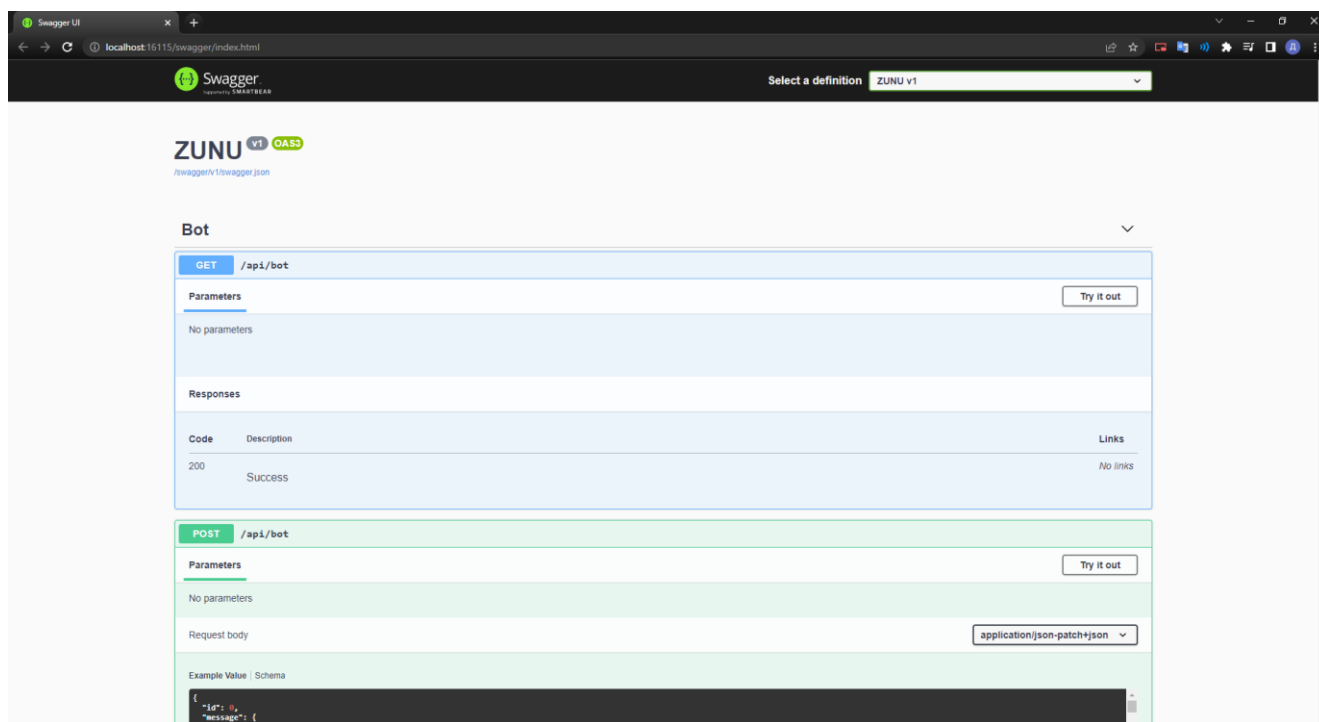 Swagger UI
localhost:16115/swagger/index.html
Д
Swagger
Supported by SMARTBEAR
Select a definition ZUNU v1
ZUNU v1 OAS3
/swagger/v1/swagger.json
Bot
GET /api/bot
Parameters Try it out
No parameters
Responses
Code Description Links
200 Success No links
POST /api/bot
Parameters Try it out
No parameters
Request body application/json-patch+json
Example Value | Schema
{
"id": 0,
"message": {